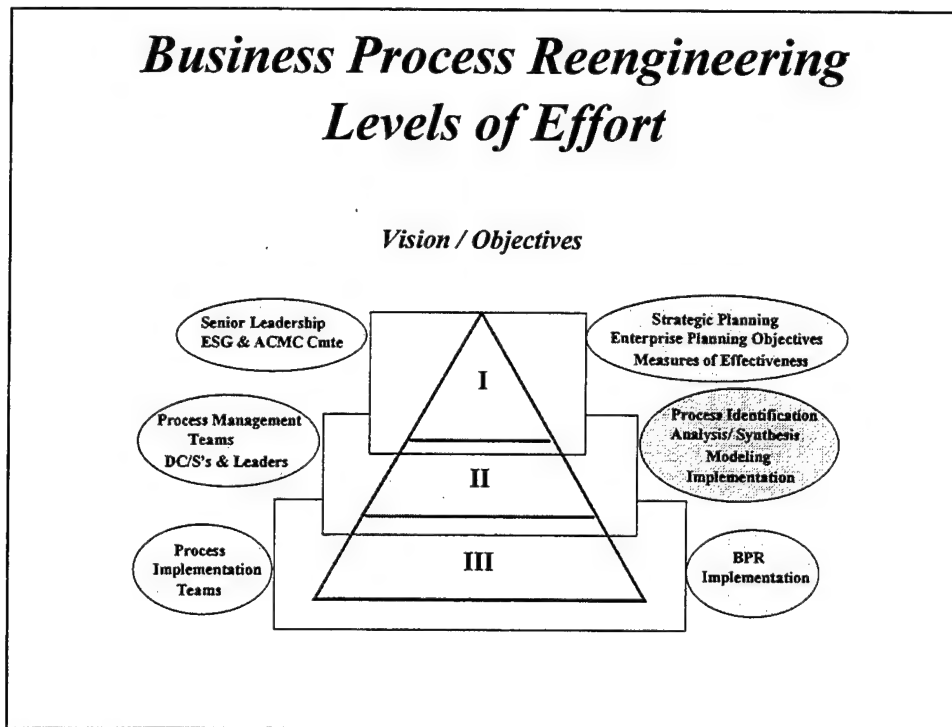 Business Process Reengineering
Levels of Effort
Vision / Objectives
Senior Leadership
ESG & ACMC Cmte
Strategic Planning
Enterprise Planning Objectives
Measures of Effectiveness
I
Process Management
Teams
DC/S's & Leaders
Process Identification
Analysis/ Synthesis
Modeling
Implementation
II
Process
Implementation
Teams
III
BPR
Implementation